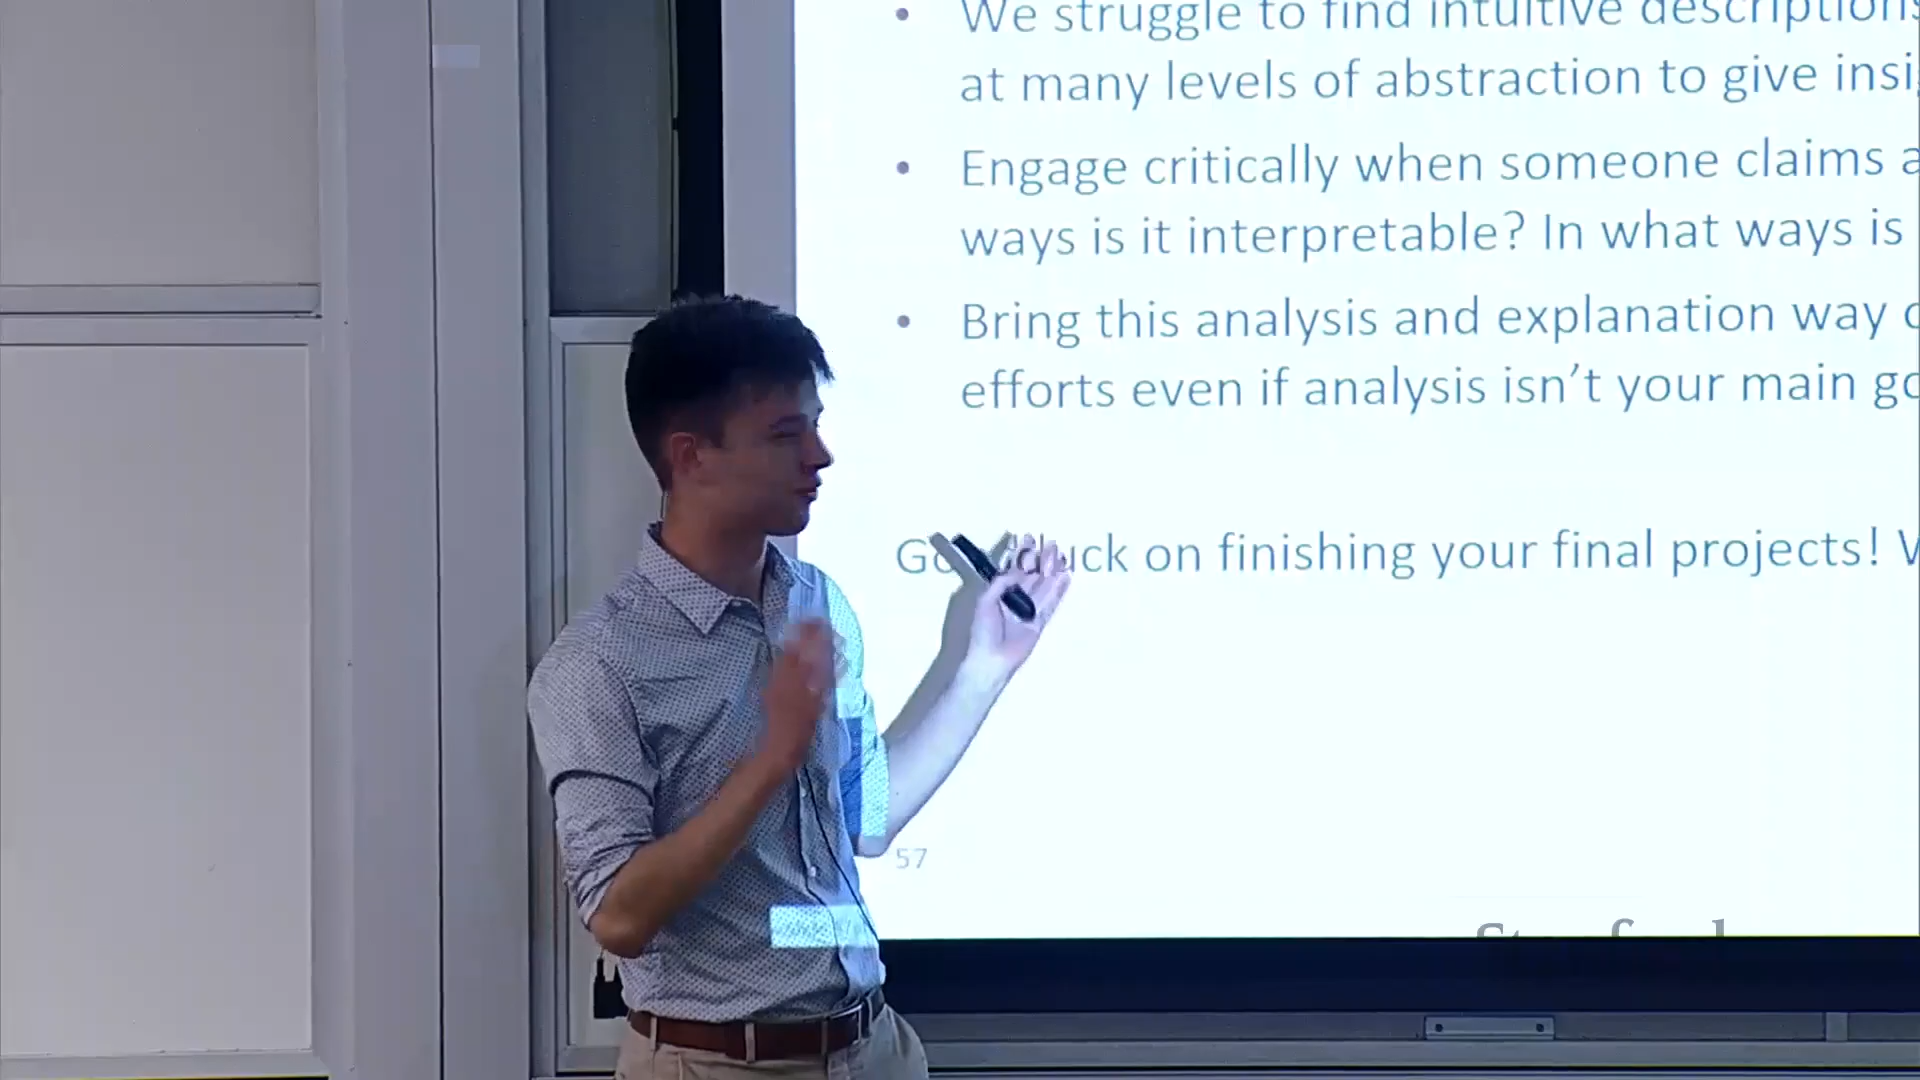 We struggle to find intuitive descriptions
at many levels of abstraction to give
Engage critically when someone claims
ways is it interpretable? In what ways is
Bring this analysis and explanation way
efforts even if analysis isn't your main
Good luck on finishing your final projects!
57